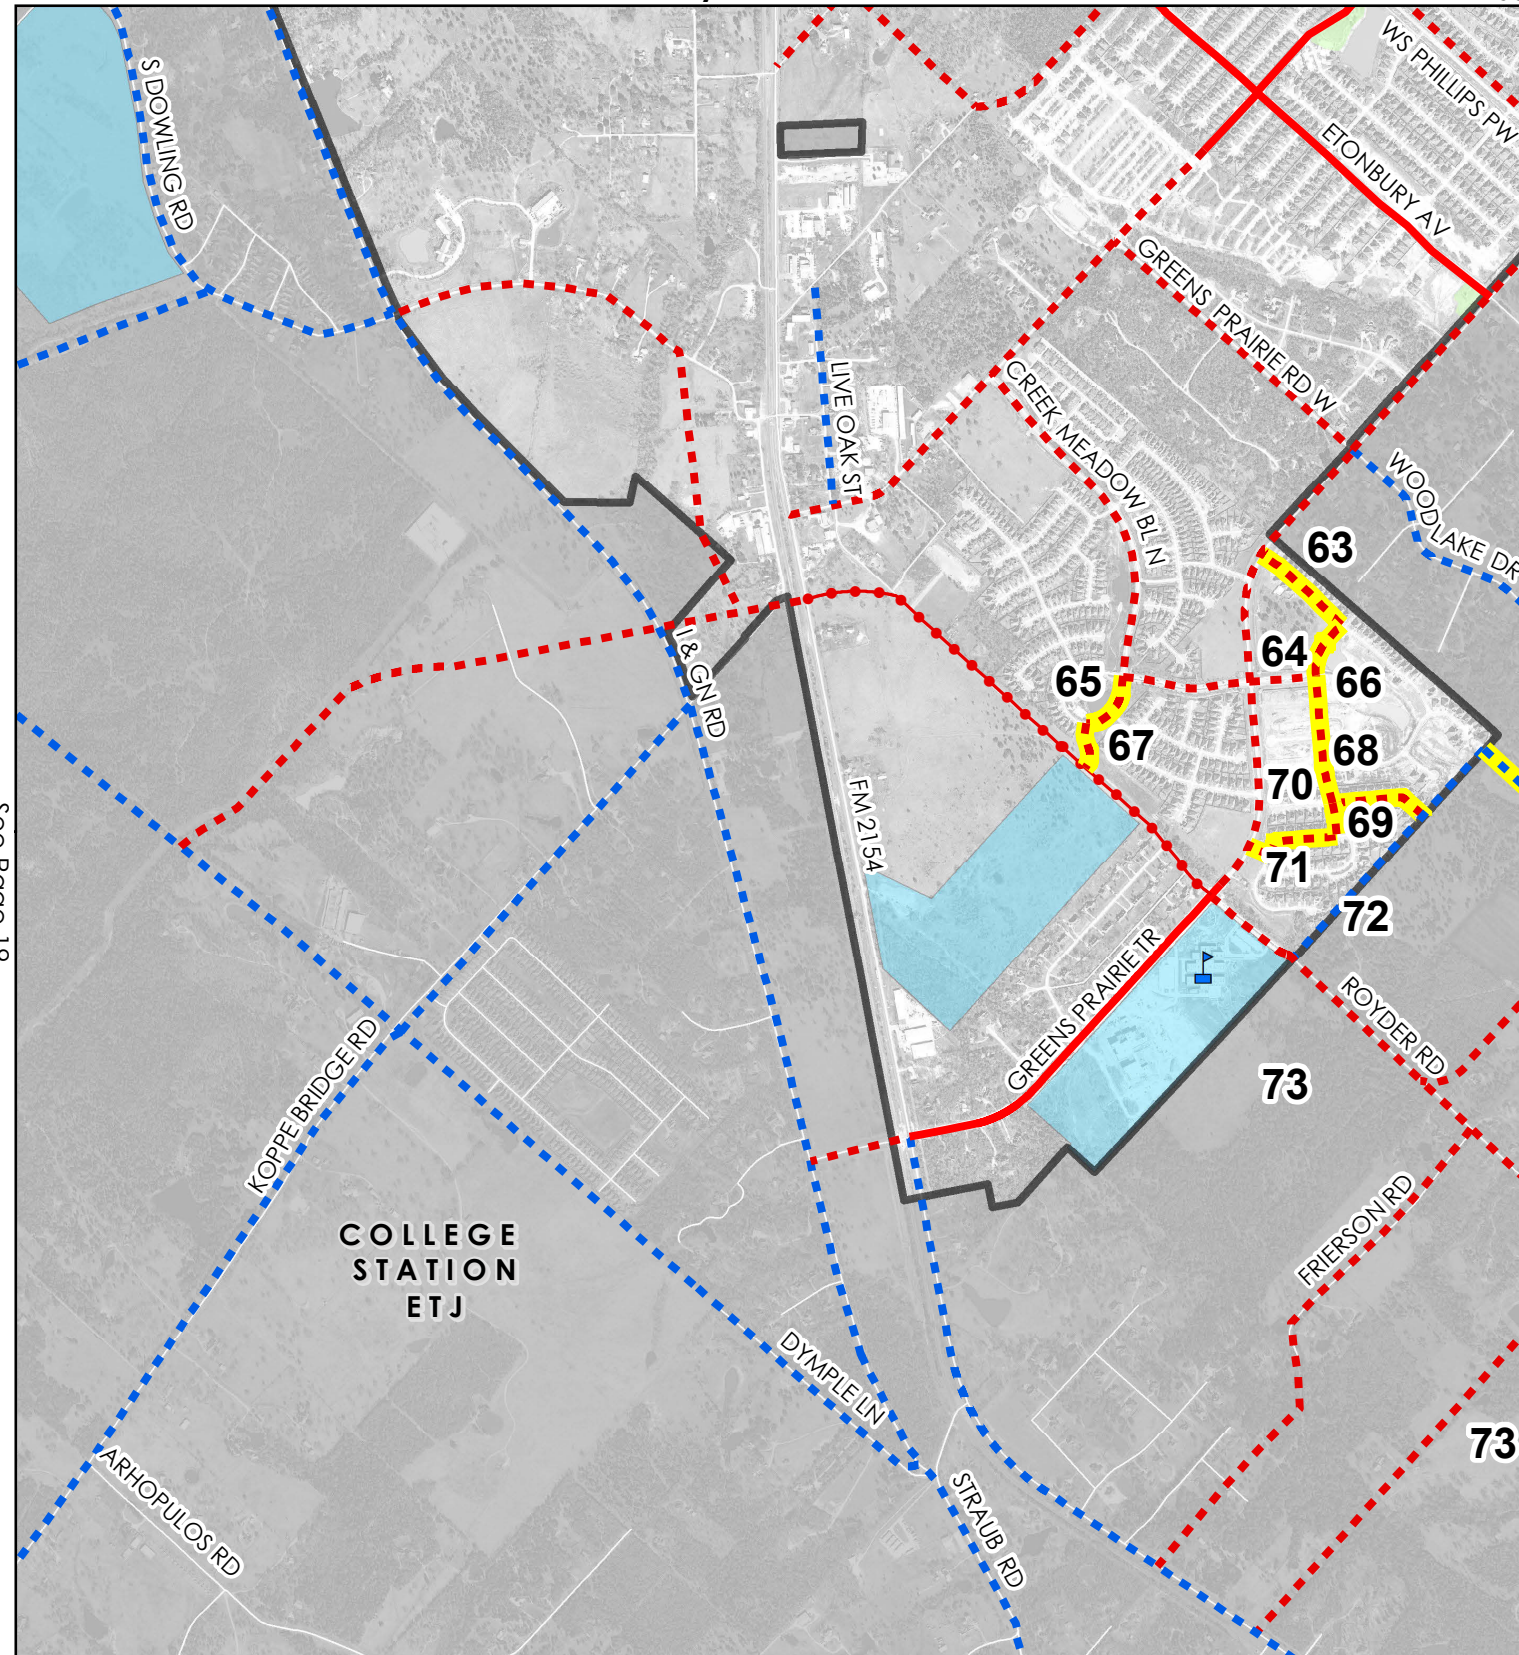 S DOWLING RD
WS PHILLIPS PW
ETONBURY AV
GREENS PRAIRIE RD W
LIVE OAK ST
CREEK MEADOW BL N
WOODLAKE DR
63
64
65
66
I & GN RD
67
68
70
69
FM 2154
71
72
GREENS PRAIRIE TR
ROYDER RD
KOPPE BRIDGE RD
73
COLLEGE
STATION
ETJ
FRIERSON RD
DYMPLE LN
73
ARHOPULOS RD
STRAUB RD